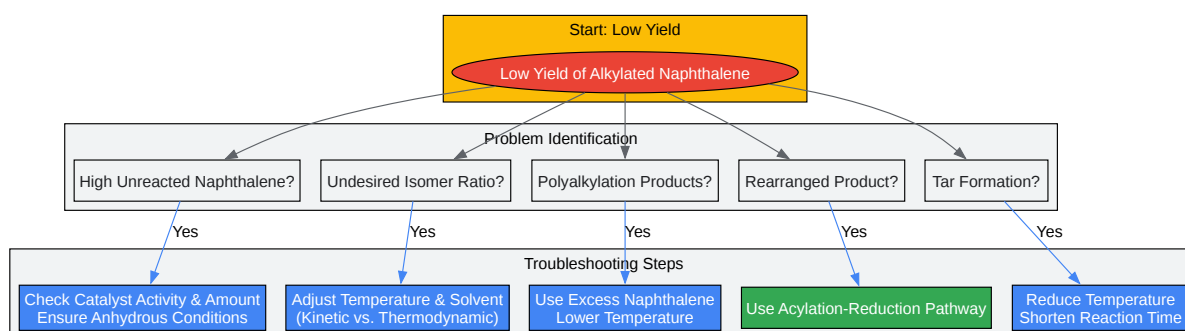 Start: Low Yield
Low Yield of Alkylated Naphthalene
Problem Identification
High Unreacted Naphthalene?
Undesired Isomer Ratio?
Polyalkylation Products?
Rearranged Product?
Tar Formation?
Yes
Yes
Yes
Yes
Yes
Troubleshooting Steps
Check Catalyst Activity & Amount
Ensure Anhydrous Conditions
Adjust Temperature & Solvent
(Kinetic vs. Thermodynamic)
Use Excess Naphthalene
Lower Temperature
Use Acylation-Reduction Pathway
Reduce Temperature
Shorten Reaction Time